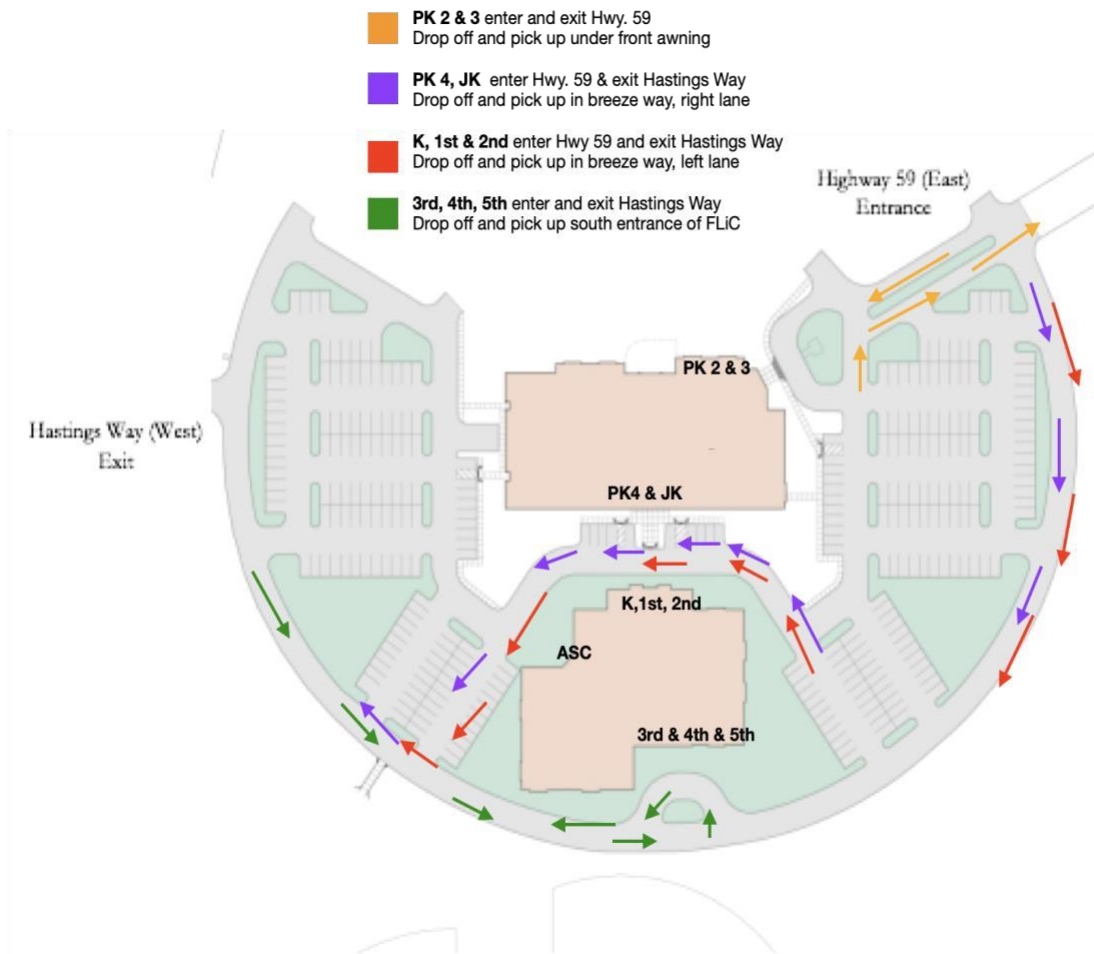 PK 2 & 3 enter and exit Hwy. 59
Drop off and pick up under front awning
PK 4, JK enter Hwy. 59 & exit Hastings Way
Drop off and pick up in breeze way, right lane
K, 1st & 2nd enter Hwy 59 and exit Hastings Way
Drop off and pick up in breeze way, left lane
3rd, 4th, 5th enter and exit Hastings Way
Drop off and pick up south entrance of FLiC
Highway 59 (East)
Entrance
PK 2 & 3
Hastings Way (West)
Exit
PK4 & JK
K,1st, 2nd
ASC
3rd & 4th & 5th